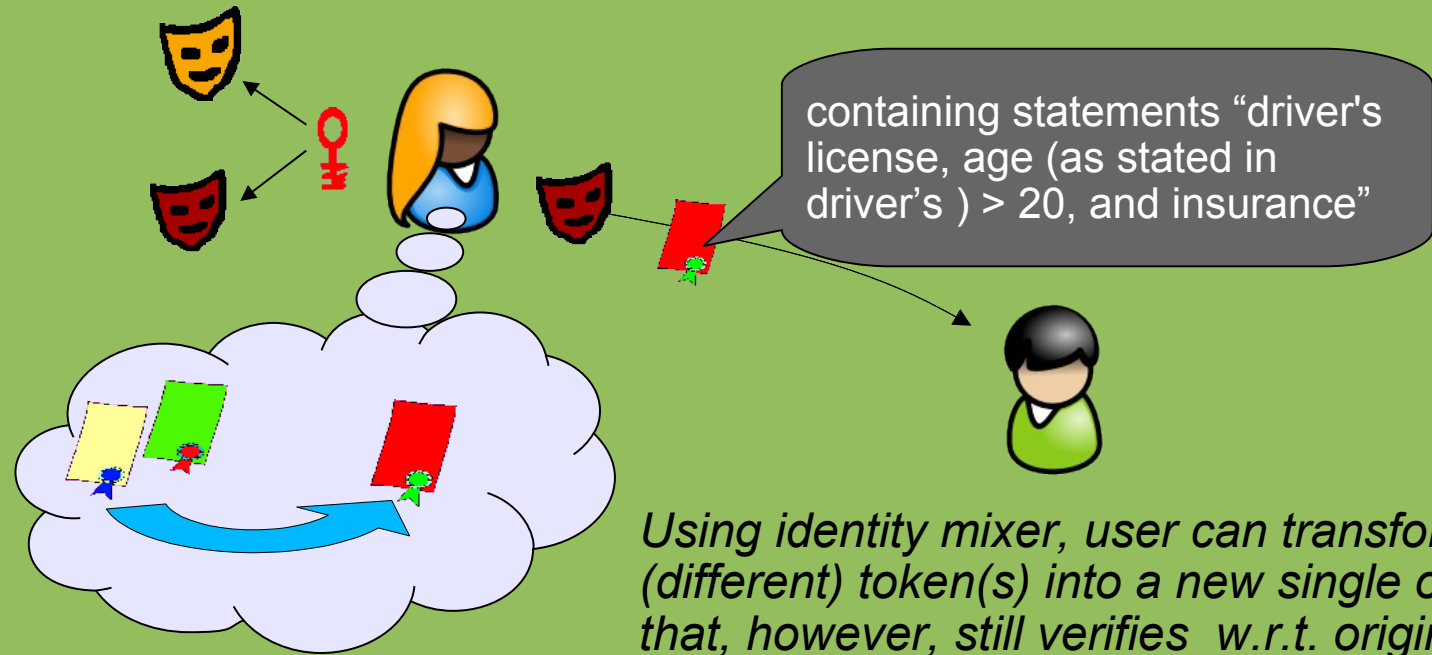 containing statements “driver's
license, age (as stated in
driver’s ) > 20, and insurance”
Using identity mixer, user can transfor
(different) token(s) into a new single
that, however, still verifies w.r.t. origin